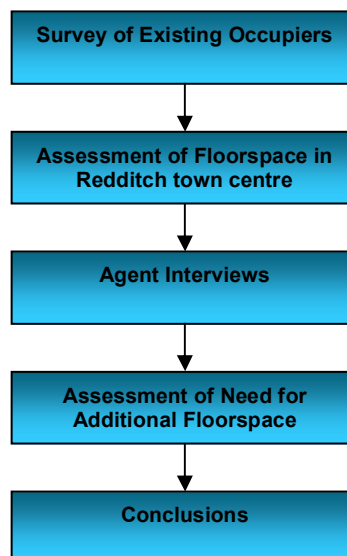 Survey of Existing Occupiers
Assessment of Floorspace in
Redditch town centre
Agent Interviews
Assessment of Need for
Additional Floorspace
Conclusions